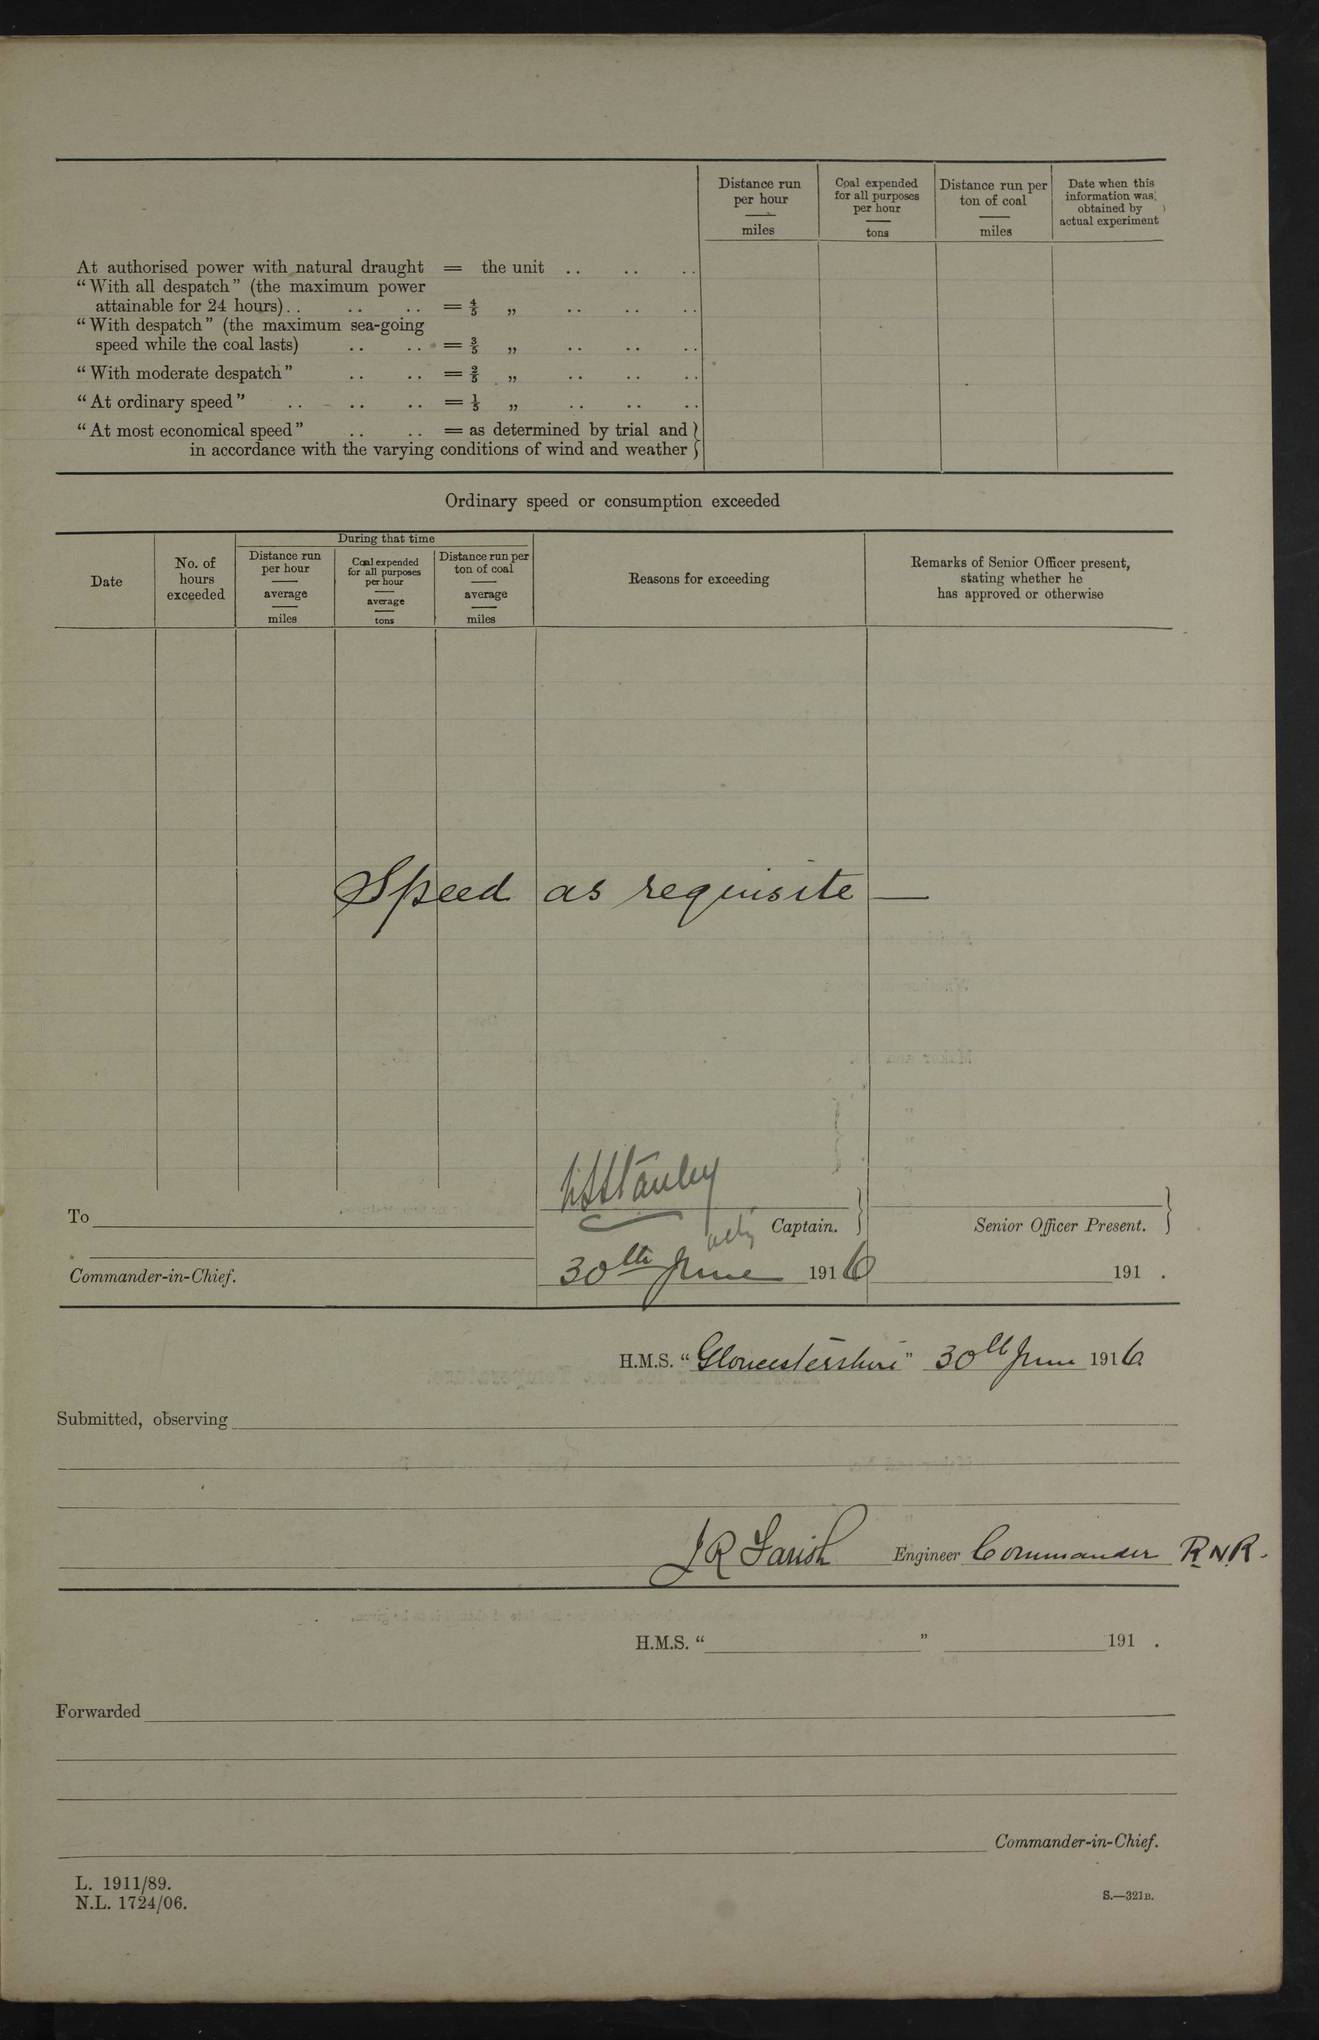 Distance run per hour miles
Coal expended for all purposes per hour tons
Distance run per ton of coal miles
Date when this information was obtained by actual experiment
At authorised power with natural draught = the unit .. .. ..
“With all despatch” (the maximum power
attainable for 24 hours).. .. .. = 4/5 „ .. .. ..
“With despatch” (the maximum sea-going
speed while the coal lasts) .. .. = 3/5 „ .. .. ..
“With moderate despatch” .. .. = 2/5 „ .. .. ..
“At ordinary speed” .. .. .. = 1/5 „ .. .. ..
“At most economical speed” .. .. = as determined by trial and }
in accordance with the varying conditions of wind and weather }
Ordinary speed or consumption exceeded
Date
No. of hours exceeded
During that time
Distance run per hour average miles
Coal expended for all purposes per hour average tons
Distance run per ton of coal average miles
Reasons for exceeding
Remarks of Senior Officer present, stating whether he has approved or otherwise
Speed as requisite —
Stanley
To
Captain. }
Senior Officer Present. }
Commander-in-Chief.
30th June 1916
191 .
H.M.S. “Gloucestershire” 30th June 1916
Submitted, observing
J R Farish Engineer Commander R.N.R.
H.M.S. “ ” 191 .
Forwarded
Commander-in-Chief.
L. 1911/89.
N.L. 1724/06.
S.—321B.